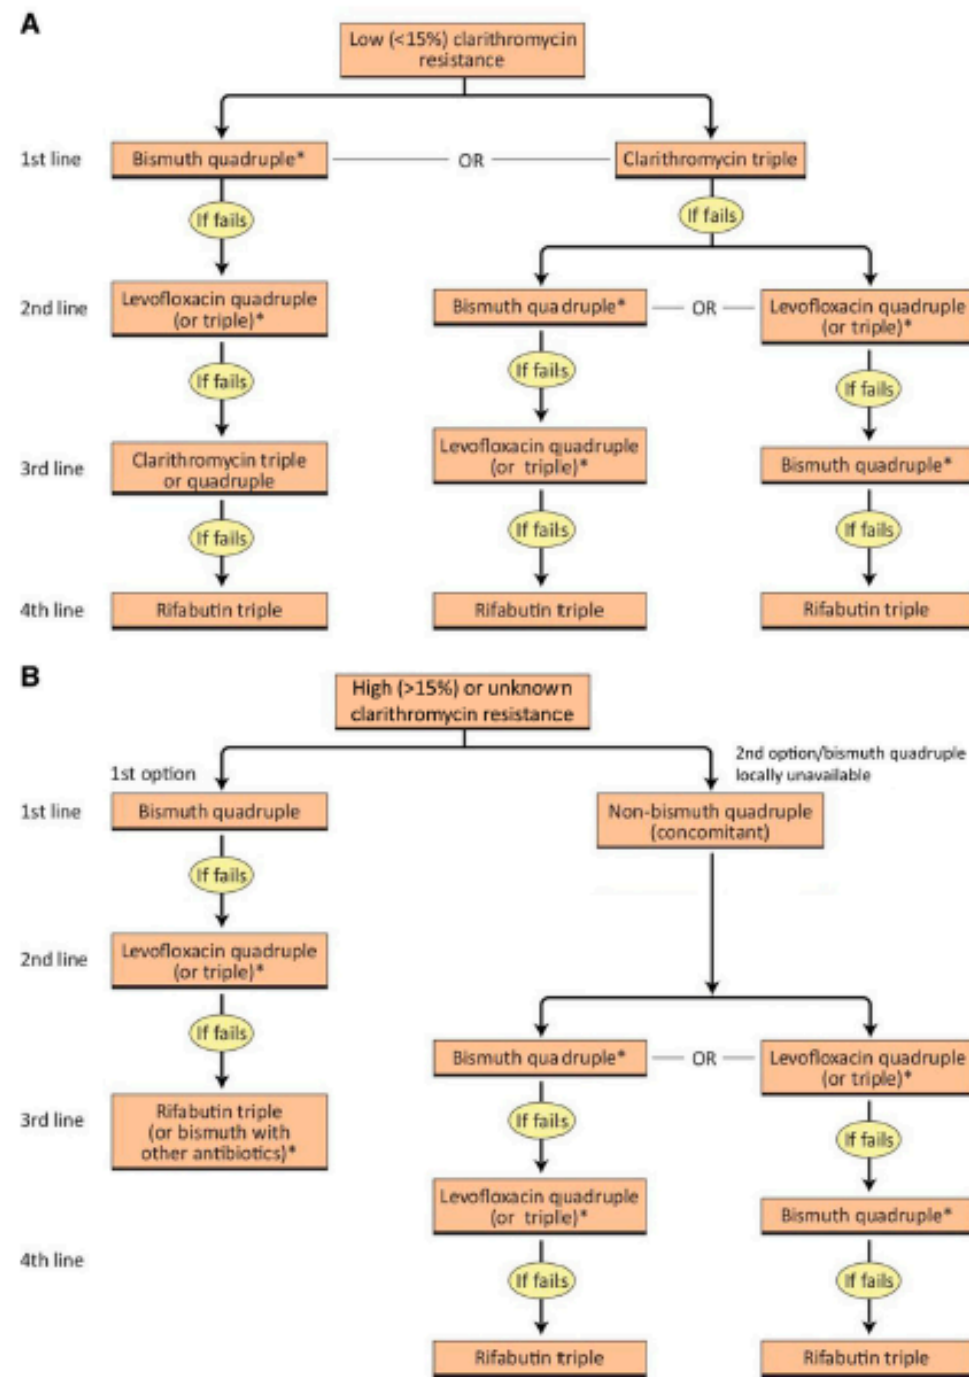 A
Low (<15%) clarithromycin
resistance
1st line
Bismuth quadruple*
OR
Clarithromycin triple
If fails
If fails
2nd line
Levofloxacin quadruple
(or triple)*
Bismuth quadruple*
OR
Levofloxacin quadruple
(or triple)*
If fails
If fails
If fails
3rd line
Clarithromycin triple
or quadruple
Levofloxacin quadruple
(or triple)*
Bismuth quadruple*
If fails
If fails
If fails
4th line
Rifabutin triple
Rifabutin triple
Rifabutin triple
B
High (>15%) or unknown
clarithromycin resistance
1st option
2nd option/bismuth quadruple
locally unavailable
1st line
Bismuth quadruple
Non-bismuth quadruple
(concomitant)
If fails
2nd line
Levofloxacin quadruple
(or triple)*
If fails
Bismuth quadruple*
OR
Levofloxacin quadruple
(or triple)*
3rd line
Rifabutin triple
(or bismuth with
other antibiotics)*
If fails
If fails
Levofloxacin quadruple
(or triple)*
Bismuth quadruple*
4th line
If fails
If fails
Rifabutin triple
Rifabutin triple